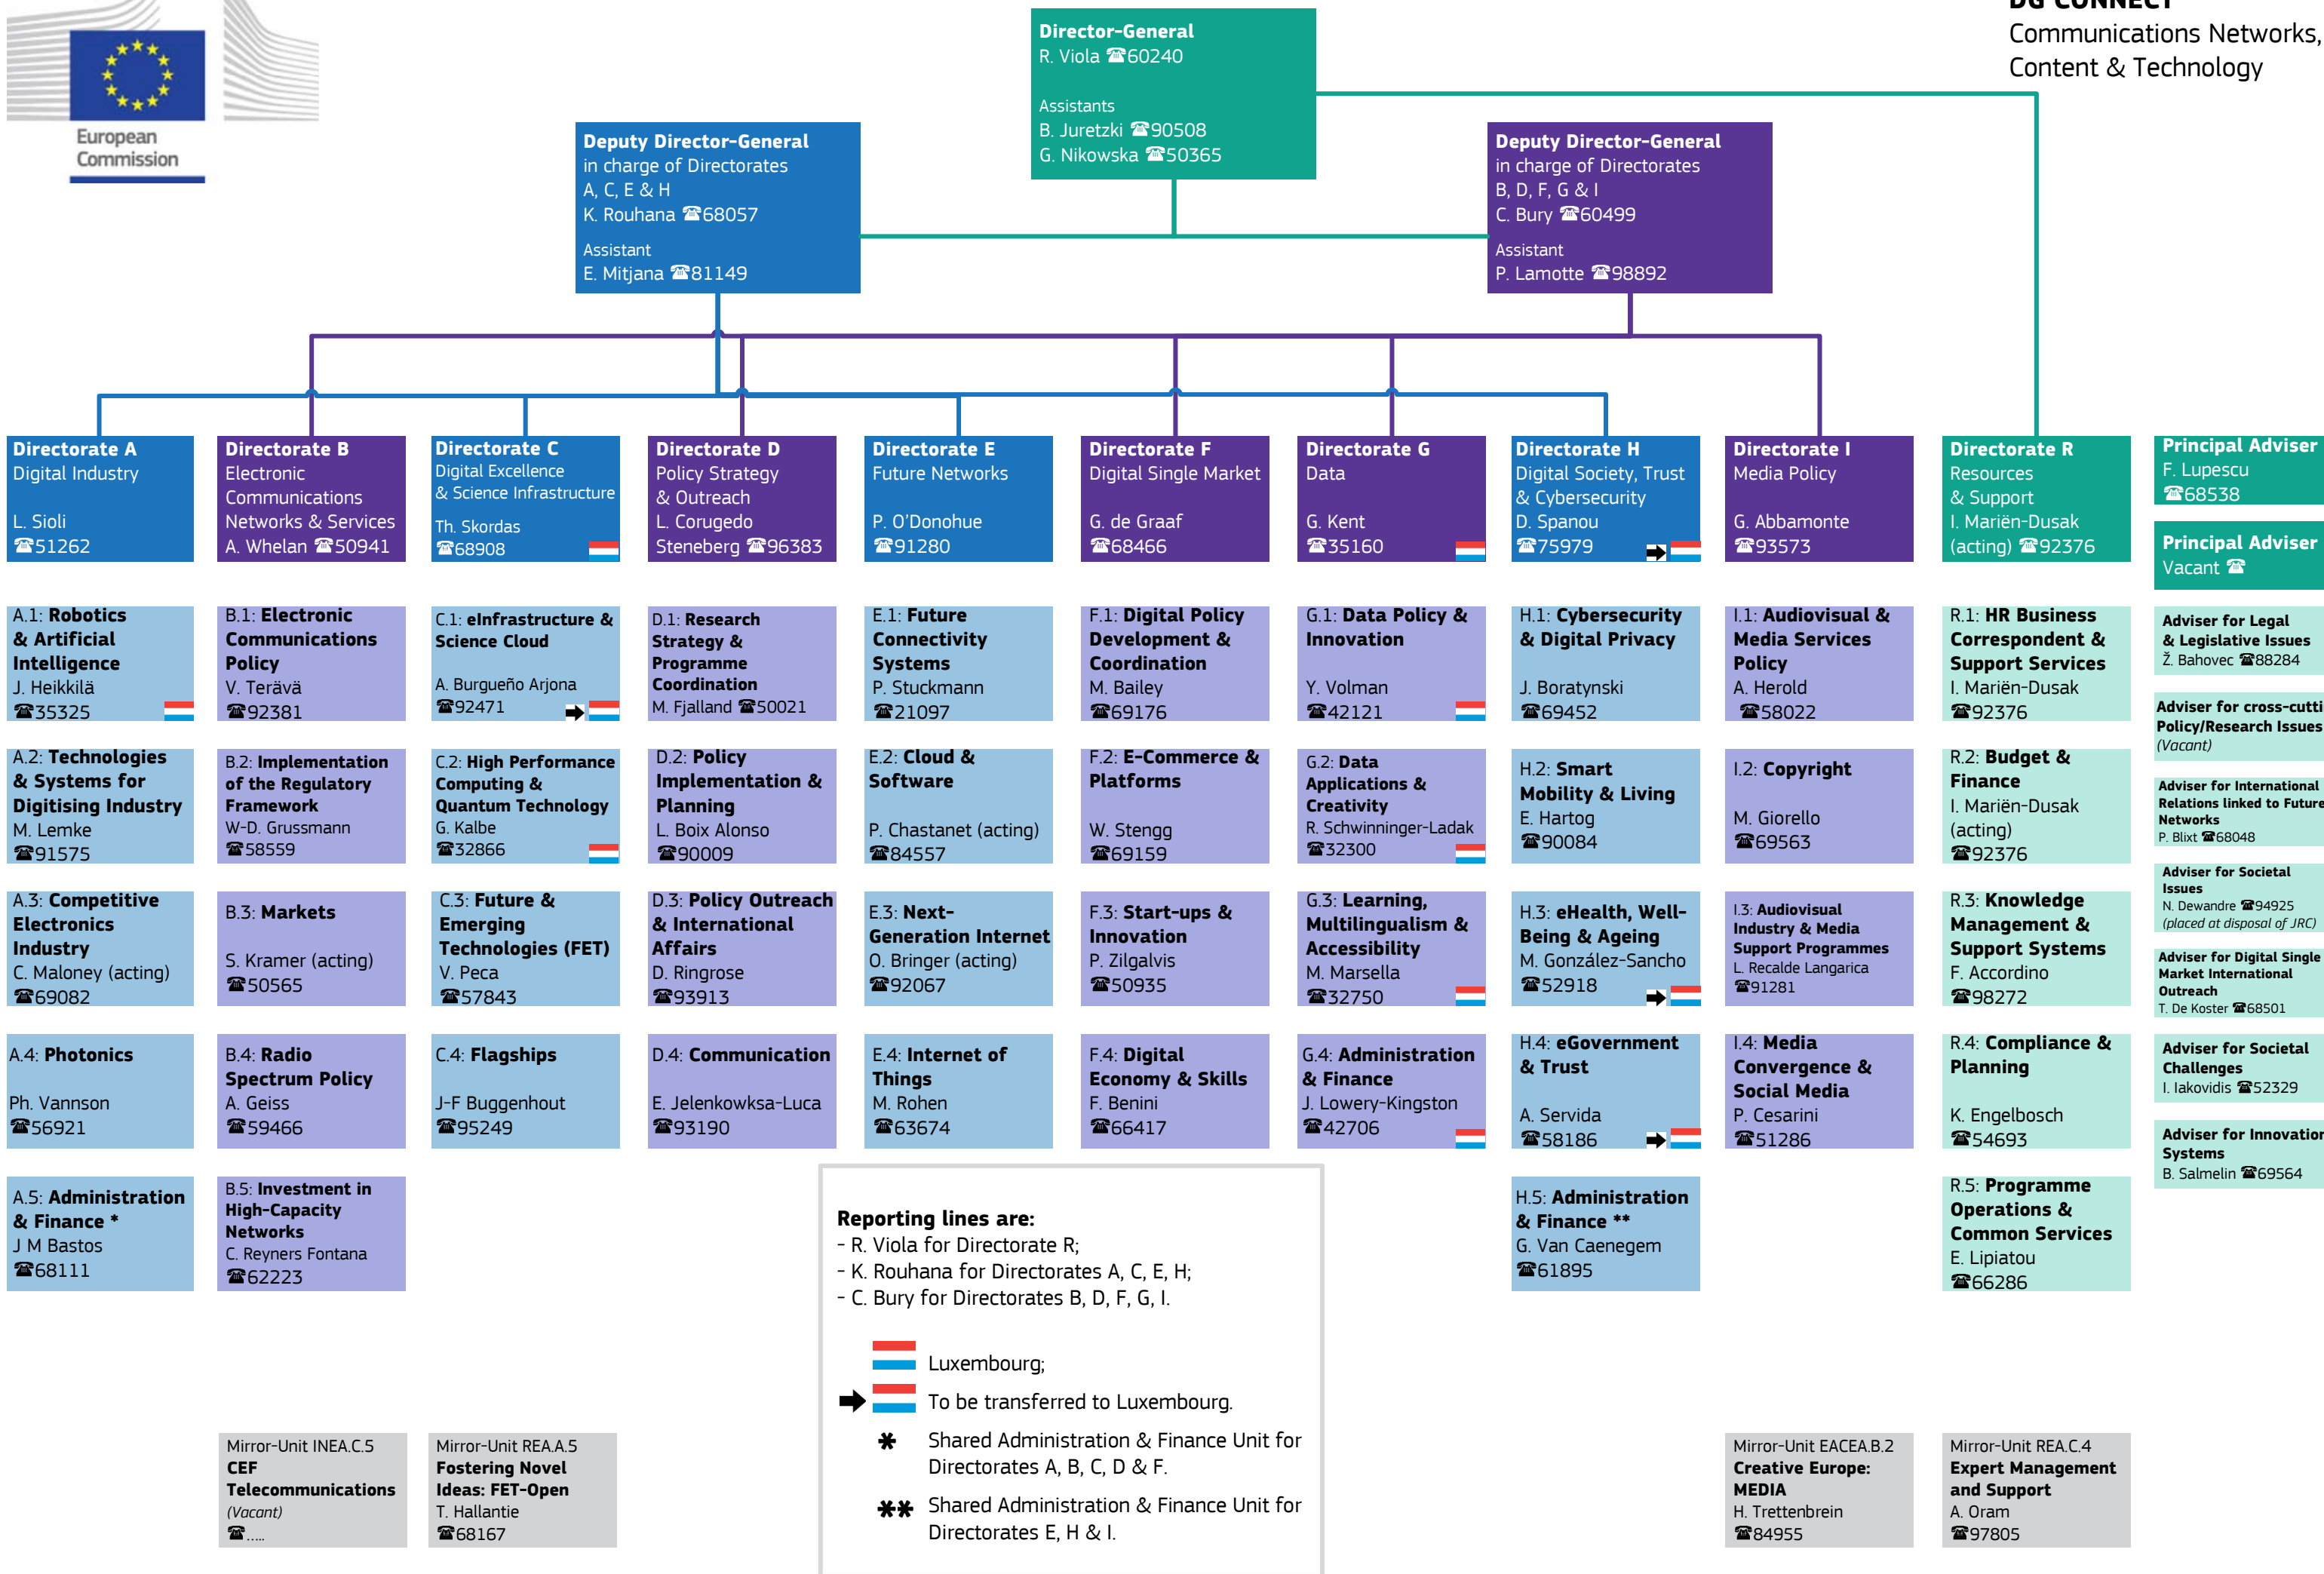 European
Commission
DG CONNECT
Communications Networks,
Content & Technology
Director-General
R. Viola ☎60240
Assistants
B. Juretzki ☎90508
G. Nikowska ☎50365
Deputy Director-General
in charge of Directorates
A, C, E & H
K. Rouhana ☎68057
Assistant
E. Mitjana ☎81149
Deputy Director-General
in charge of Directorates
B, D, F, G & I
C. Bury ☎60499
Assistant
P. Lamotte ☎98892
Directorate A
Digital Industry
L. Sioli
☎51262
Directorate B
Electronic
Communications
Networks & Services
A. Whelan ☎50941
Directorate C
Digital Excellence
& Science Infrastructure
Th. Skordas
☎68908
Directorate D
Policy Strategy
& Outreach
L. Corugedo
Steneberg ☎96383
Directorate E
Future Networks
P. O'Donohue
☎91280
Directorate F
Digital Single Market
G. de Graaf
☎68466
Directorate G
Data
G. Kent
☎35160
Directorate H
Digital Society, Trust
& Cybersecurity
D. Spanou
☎75979
Directorate I
Media Policy
G. Abbamonte
☎93573
Directorate R
Resources
& Support
I. Mariën-Dusak
(acting) ☎92376
Principal Adviser
F. Lupescu
☎68538
Principal Adviser
Vacant ☎
A.1: Robotics
& Artificial
Intelligence
J. Heikkilä
☎35325
B.1: Electronic
Communications
Policy
V. Terävä
☎92381
C.1: eInfrastructure &
Science Cloud
A. Burgueño Arjona
☎92471
D.1: Research
Strategy &
Programme
Coordination
M. Fjalland ☎50021
E.1: Future
Connectivity
Systems
P. Stuckmann
☎21097
F.1: Digital Policy
Development &
Coordination
M. Bailey
☎69176
G.1: Data Policy &
Innovation
Y. Volman
☎42121
H.1: Cybersecurity
& Digital Privacy
J. Boratynski
☎69452
I.1: Audiovisual &
Media Services
Policy
A. Herold
☎58022
R.1: HR Business
Correspondent &
Support Services
I. Mariën-Dusak
☎92376
Adviser for Legal
& Legislative Issues
Ž. Bahovec ☎88284
Adviser for cross-cutti
Policy/Research Issues
(Vacant)
A.2: Technologies
& Systems for
Digitising Industry
M. Lemke
☎91575
B.2: Implementation
of the Regulatory
Framework
W-D. Grussmann
☎58559
C.2: High Performance
Computing &
Quantum Technology
G. Kalbe
☎32866
D.2: Policy
Implementation &
Planning
L. Boix Alonso
☎90009
E.2: Cloud &
Software
P. Chastanet (acting)
☎84557
F.2: E-Commerce &
Platforms
W. Stengg
☎69159
G.2: Data
Applications &
Creativity
R. Schwinninger-Ladak
☎32300
H.2: Smart
Mobility & Living
E. Hartog
☎90084
I.2: Copyright
M. Giorello
☎69563
R.2: Budget &
Finance
I. Mariën-Dusak
(acting)
☎92376
Adviser for International
Relations linked to Future
Networks
P. Blixt ☎68048
A.3: Competitive
Electronics
Industry
C. Maloney (acting)
☎69082
B.3: Markets
S. Kramer (acting)
☎50565
C.3: Future &
Emerging
Technologies (FET)
V. Peca
☎57843
D.3: Policy Outreach
& International
Affairs
D. Ringrose
☎93913
E.3: Next-
Generation Internet
O. Bringer (acting)
☎92067
F.3: Start-ups &
Innovation
P. Zilgalvis
☎50935
G.3: Learning,
Multilingualism &
Accessibility
M. Marsella
☎32750
H.3: eHealth, Well-
Being & Ageing
M. González-Sancho
☎52918
I.3: Audiovisual
Industry & Media
Support Programmes
L. Recalde Langarica
☎91281
R.3: Knowledge
Management &
Support Systems
F. Accordino
☎98272
Adviser for Societal
Issues
N. Dewandre ☎94925
(placed at disposal of JRC)
Adviser for Digital Single
Market International
Outreach
T. De Koster ☎68501
A.4: Photonics
Ph. Vannson
☎56921
B.4: Radio
Spectrum Policy
A. Geiss
☎59466
C.4: Flagships
J-F Buggenhout
☎95249
D.4: Communication
E. Jelenkowksa-Luca
☎93190
E.4: Internet of
Things
M. Rohen
☎63674
F.4: Digital
Economy & Skills
F. Benini
☎66417
G.4: Administration
& Finance
J. Lowery-Kingston
☎42706
H.4: eGovernment
& Trust
A. Servida
☎58186
I.4: Media
Convergence &
Social Media
P. Cesarini
☎51286
R.4: Compliance &
Planning
K. Engelbosch
☎54693
Adviser for Societal
Challenges
I. Iakovidis ☎52329
Adviser for Innovation
Systems
B. Salmelin ☎69564
A.5: Administration
& Finance *
J M Bastos
☎68111
B.5: Investment in
High-Capacity
Networks
C. Reyners Fontana
☎62223
H.5: Administration
& Finance **
G. Van Caenegem
☎61895
R.5: Programme
Operations &
Common Services
E. Lipiatou
☎66286
Reporting lines are:
- R. Viola for Directorate R;
- K. Rouhana for Directorates A, C, E, H;
- C. Bury for Directorates B, D, F, G, I.
Luxembourg;
To be transferred to Luxembourg.
* Shared Administration & Finance Unit for
Directorates A, B, C, D & F.
** Shared Administration & Finance Unit for
Directorates E, H & I.
Mirror-Unit INEA.C.5
CEF
Telecommunications
(Vacant)
☎.....
Mirror-Unit REA.A.5
Fostering Novel
Ideas: FET-Open
T. Hallantie
☎68167
Mirror-Unit EACEA.B.2
Creative Europe:
MEDIA
H. Trettenbrein
☎84955
Mirror-Unit REA.C.4
Expert Management
and Support
A. Oram
☎97805